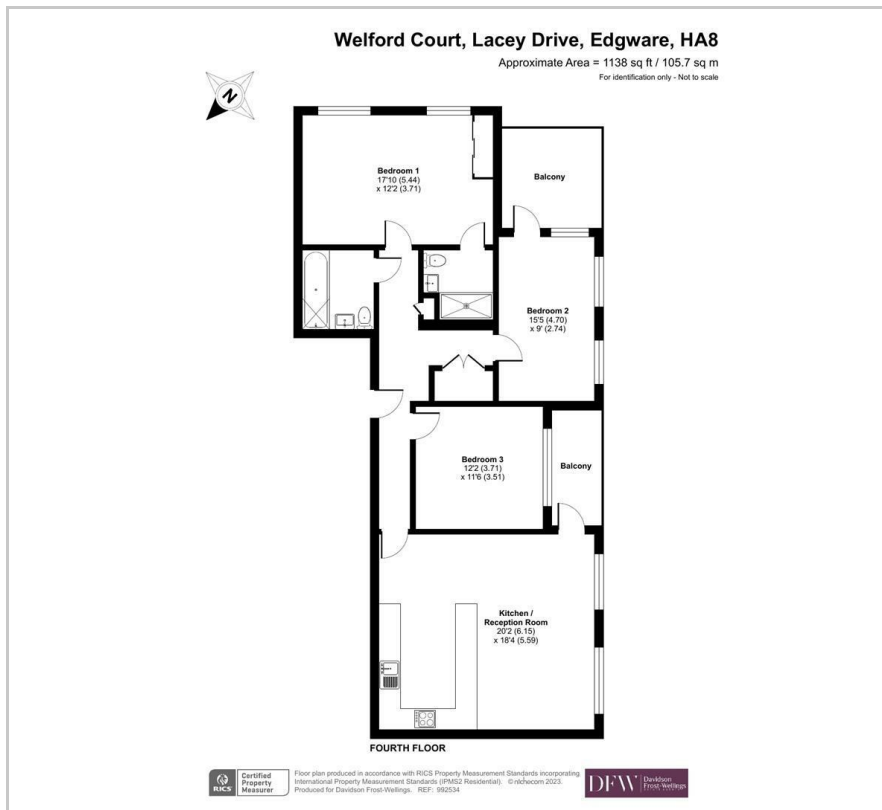 Welford Court, Lacey Drive, Edgware, HA8
Approximate Area = 1138 sq ft / 105.7 sq m
For identification only - Not to scale
N
Bedroom 1
17'10 (5.44)
x 12'2 (3.71)
Balcony
Bedroom 2
15'5 (4.70)
x 9' (2.74)
Bedroom 3
12'2 (3.71)
x 11'6 (3.51)
Balcony
Kitchen /
Reception Room
20'2 (6.15)
x 18'4 (5.59)
FOURTH FLOOR
RICS
Certified
Property
Measurer
Floor plan produced in accordance with RICS Property Measurement Standards incorporating
International Property Measurement Standards (IPMS2 Residential). © nichecom 2023.
Produced for Davidson Frost-Wellings. REF: 992534
DFW
Davidson
Frost-Wellings